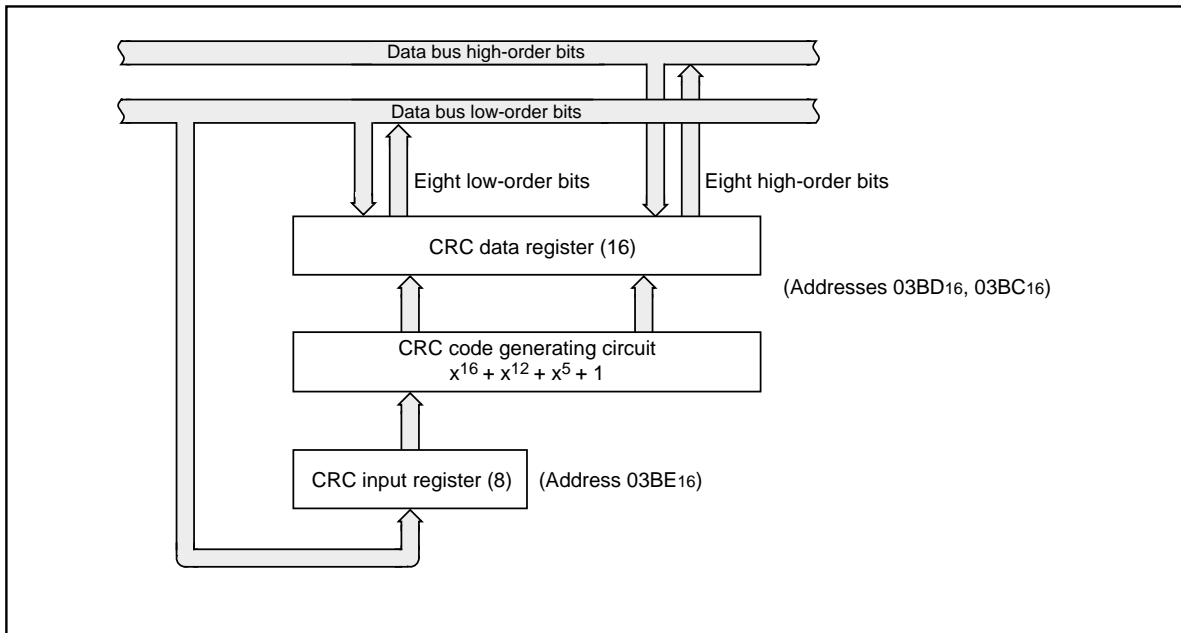 Data bus high-order bits
Data bus low-order bits
Eight low-order bits
Eight high-order bits
CRC data register (16)
(Addresses 03BD16, 03BC16)
CRC code generating circuit
x16 + x12 + x5 + 1
CRC input register (8)
(Address 03BE16)